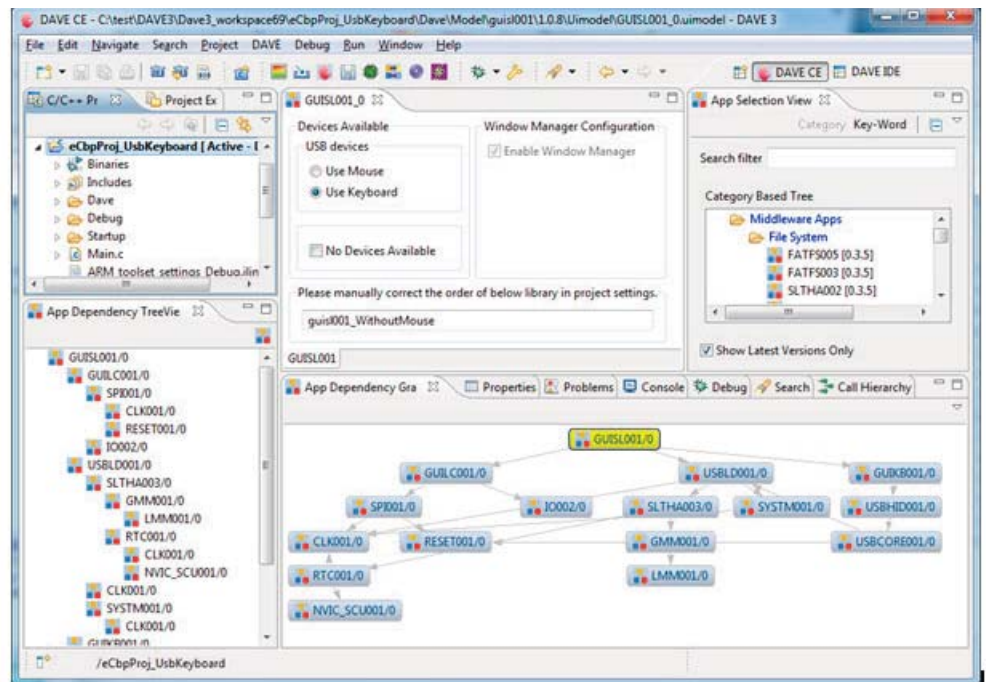 DAVE CE - C:\test\DAVE3\Dave3_workspace69\eCbpProj_UsbKeyboard\Dave\Model\guisl001\1.0.8\Uimodel\GUISL001_0.uimodel - DAVE 3
File Edit Navigate Search Project DAVE Debug Run Window Help
DAVE CE DAVE IDE
C/C++ Pr Project Ex
eCbpProj_UsbKeyboard [ Active -
Binaries
Includes
Dave
Debug
Startup
Main.c
ARM toolset settings Debug.ilin
GUISL001_0
Devices Available
USB devices
Use Mouse
Use Keyboard
No Devices Available
Window Manager Configuration
Enable Window Manager
Please manually correct the order of below library in project settings.
guisl001_WithoutMouse
GUISL001
App Selection View
Category Key-Word
Search filter
Category Based Tree
Middleware Apps
File System
FATFS005 [0.3.5]
FATFS003 [0.3.5]
SLTHA002 [0.3.5]
Show Latest Versions Only
App Dependency TreeVie
GUISL001/0
GUILC001/0
SPI001/0
CLK001/0
RESET001/0
IO002/0
USBLD001/0
SLTHA003/0
GMM001/0
LMM001/0
RTC001/0
CLK001/0
NVIC_SCU001/0
CLK001/0
SYSTM001/0
CLK001/0
GUIKB001/0
App Dependency Gra Properties Problems Console Debug Search Call Hierarchy
GUISL001/0
GUILC001/0 USBLD001/0 GUIKB001/0
SPI001/0 IO002/0 SLTHA003/0 SYSTM001/0 USBHID001/0
CLK001/0 RESET001/0 GMM001/0 USBCORE001/0
RTC001/0 LMM001/0
NVIC_SCU001/0
/eCbpProj_UsbKeyboard